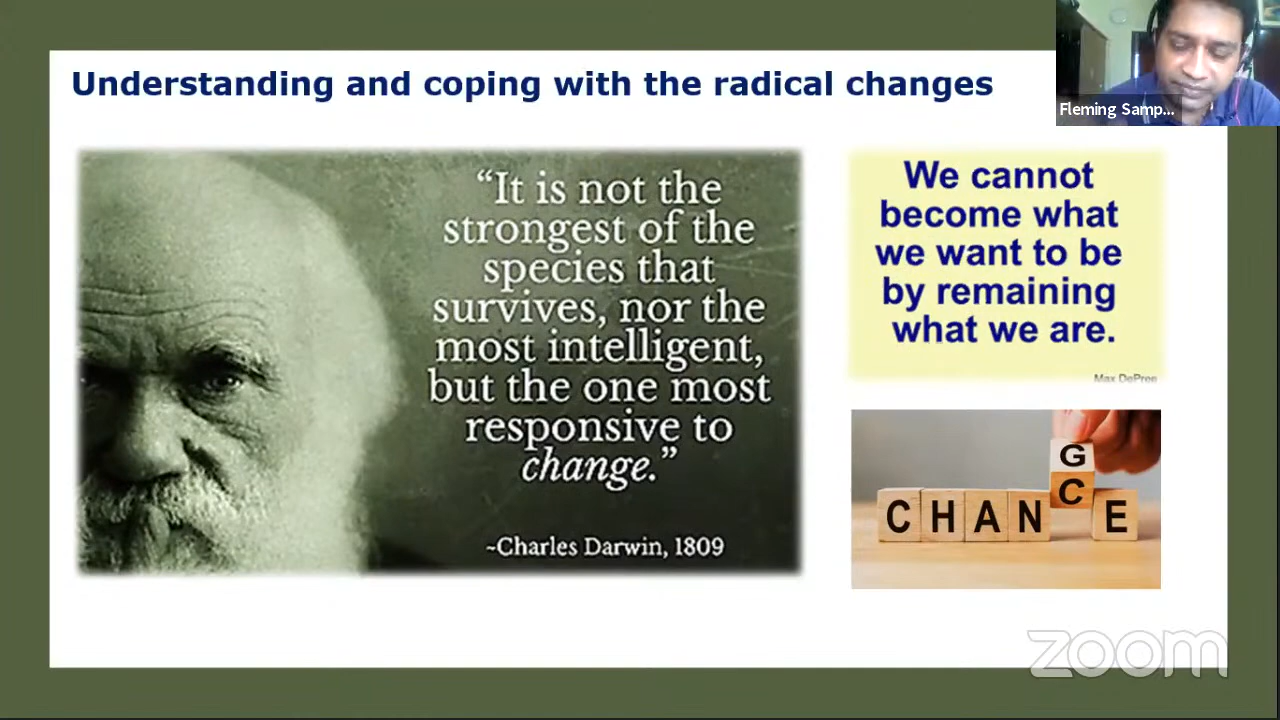 Understanding and coping with the radical changes
Fleming Samp...
“It is not the
strongest of the
species that
survives, nor the
most intelligent,
but the one most
responsive to
change.”
~Charles Darwin, 1809
We cannot
become what
we want to be
by remaining
what we are.
Max DePree
G
C
CHAN E
zoom